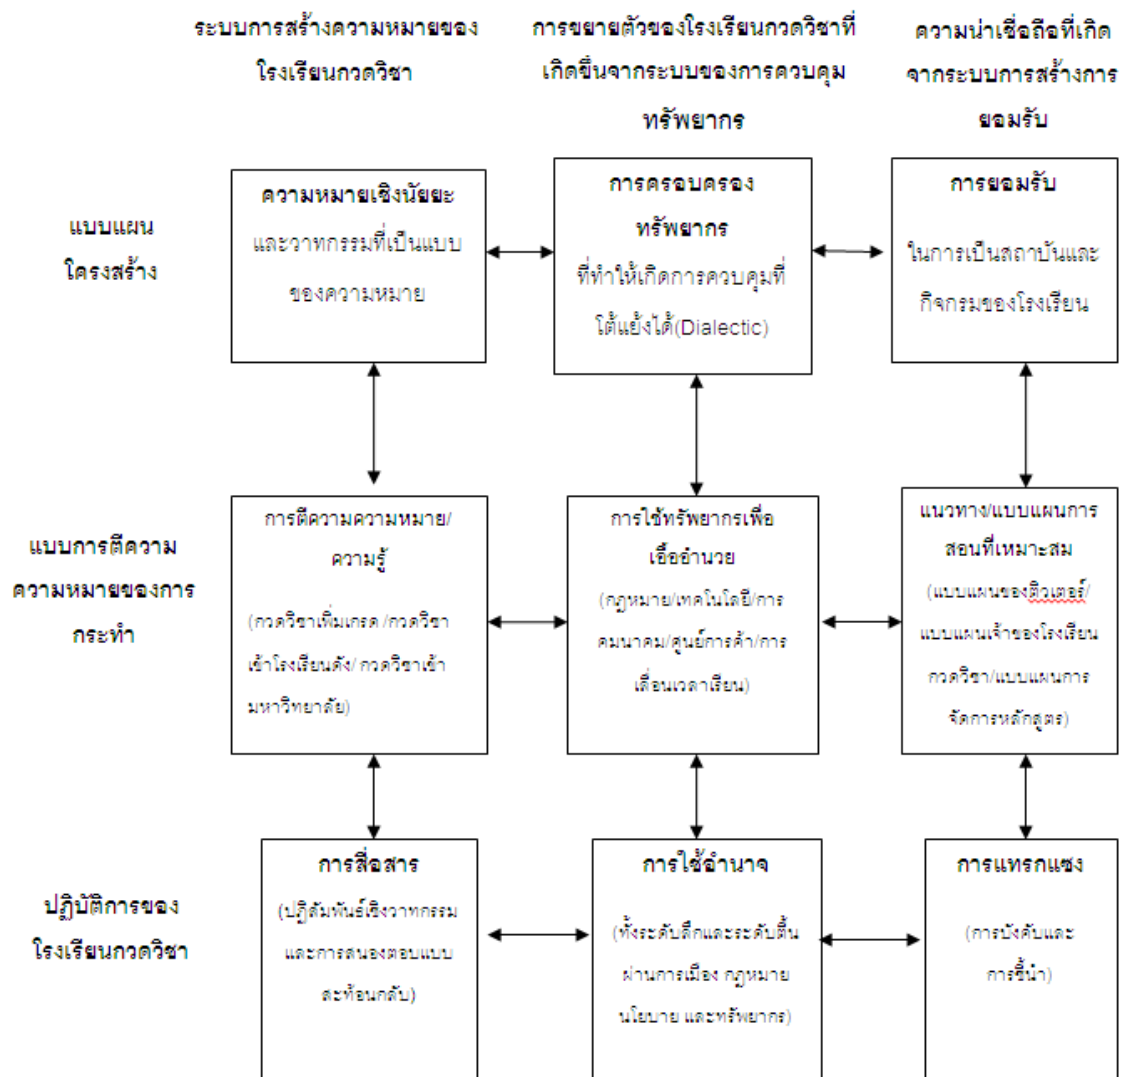 ระบบการสร้างความหมายของ
โรงเรียนกวดวิชา
การขยายตัวของโรงเรียนกวดวิชาที่
เกิดขึ้นจากระบบของการควบคุม
ทรัพยากร
ความน่าเชื่อถือที่เกิด
จากระบบการสร้างการ
ยอมรับ
แบบแผน
โครงสร้าง
ความหมายเชิงนัยยะ
และวาทกรรมที่เป็นแบบ
ของความหมาย
การครอบครอง
ทรัพยากร
ที่ทำให้เกิดการควบคุมที่
โต้แย้งได้(Dialectic)
การยอมรับ
ในการเป็นสถาบันและ
กิจกรมของโรงเรียน
แบบการตีความ
ความหมายของการ
กระทำ
การตีความความหมาย/
ความรู้
(กวดวิชาเพิ่มเกรด /กวดวิชา
เข้าโรงเรียนดัง/ กวดวิชาเข้า
มหาวิทยาลัย)
การใช้ทรัพยากรเพื่อ
เอื้ออำนวย
(กฎหมาย/เทคโนโลยี/การ
คมนาคม/ศูนย์การค้า/การ
เลื่อนเวลาเรียน)
แนวทาง/แบบแผนการ
สอนที่เหมาะสม
(แบบแผนของติวเตอร์/
แบบแผนเจ้าของโรงเรียน
กวดวิชา/แบบแผนการ
จัดการหลักสูตร)
ปฏิบัติการของ
โรงเรียนกวดวิชา
การสื่อสาร
(ปฏิสัมพันธ์เชิงวาทกรรม
และการสนองตอบแบบ
สะท้อนกลับ)
การใช้อำนาจ
(ทั้งระดับลึกและระดับตื้น
ผ่านการเมือง กฎหมาย
นโยบาย และทรัพยากร)
การแทรกแซง
(การบังคับและ
การชี้นำ)